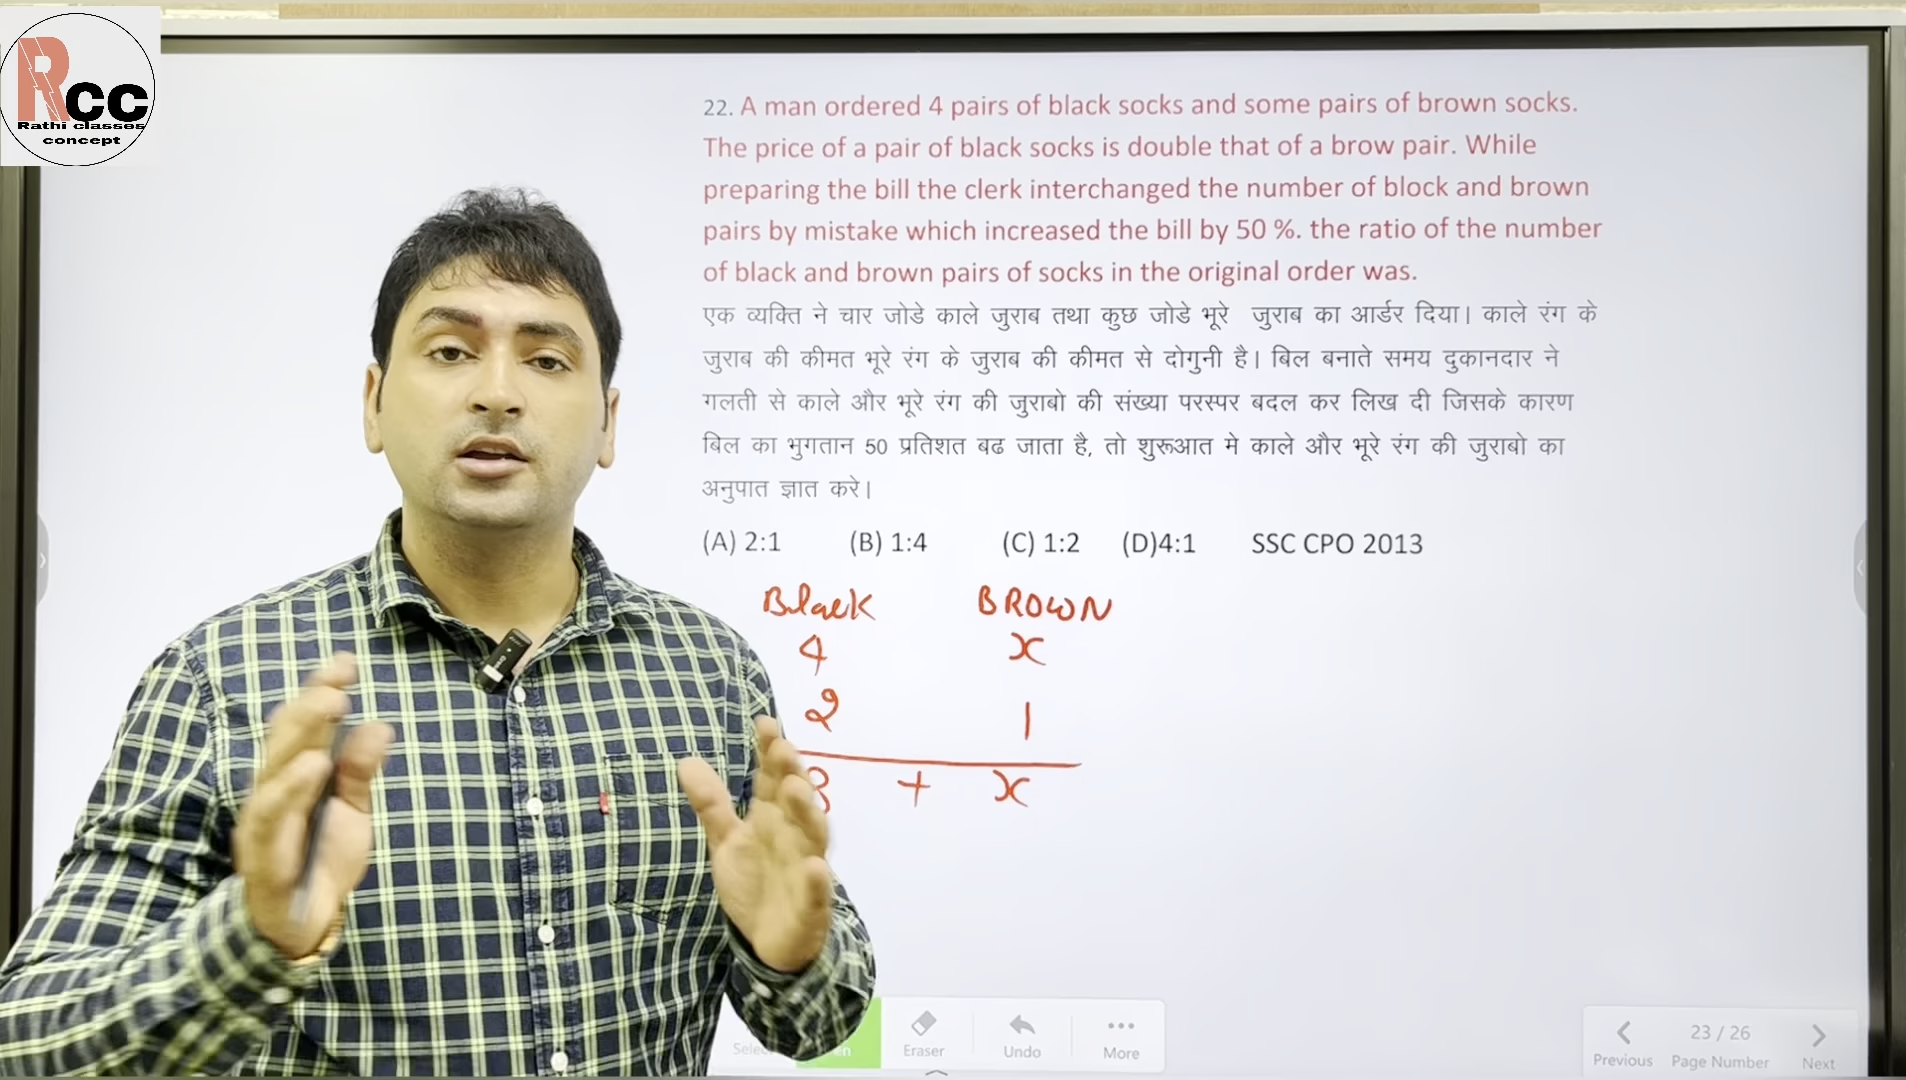 Rcc
Rathi classes
concept
22. A man ordered 4 pairs of black socks and some pairs of brown socks.
The price of a pair of black socks is double that of a brow pair. While
preparing the bill the clerk interchanged the number of block and brown
pairs by mistake which increased the bill by 50 %. the ratio of the number
of black and brown pairs of socks in the original order was.
एक व्यक्ति ने चार जोडे काले जुराब तथा कुछ जोडे भूरे जुराब का आर्डर दिया। काले रंग के
जुराब की कीमत भूरे रंग के जुराब की कीमत से दोगुनी है। बिल बनाते समय दुकानदार ने
गलती से काले और भूरे रंग की जुराबो की संख्या परस्पर बदल कर लिख दी जिसके कारण
बिल का भुगतान 50 प्रतिशत बढ जाता है, तो शुरूआत मे काले और भूरे रंग की जुराबो का
अनुपात ज्ञात करे।
(A) 2:1 (B) 1:4 (C) 1:2 (D)4:1 SSC CPO 2013
Black BROWN
4 x
2 1
8 + x
Eraser Undo More
23 / 26
Previous Page Number Next